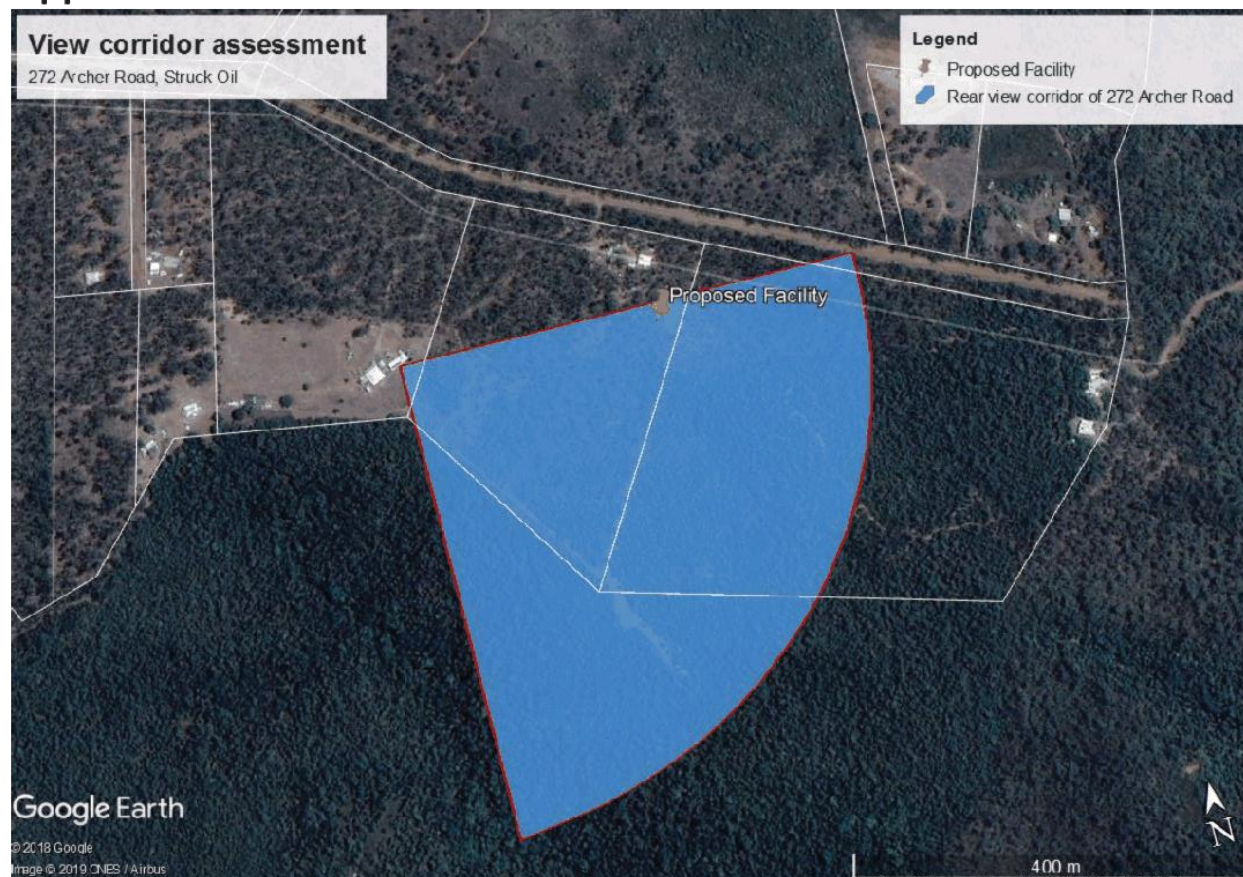 View corridor assessment
272 Archer Road, Struck Oil
Legend
Proposed Facility
Rear view corridor of 272 Archer Road
Proposed Facility
Google Earth
© 2018 Google
Image © 2019 CNES / Airbus
N
400 m